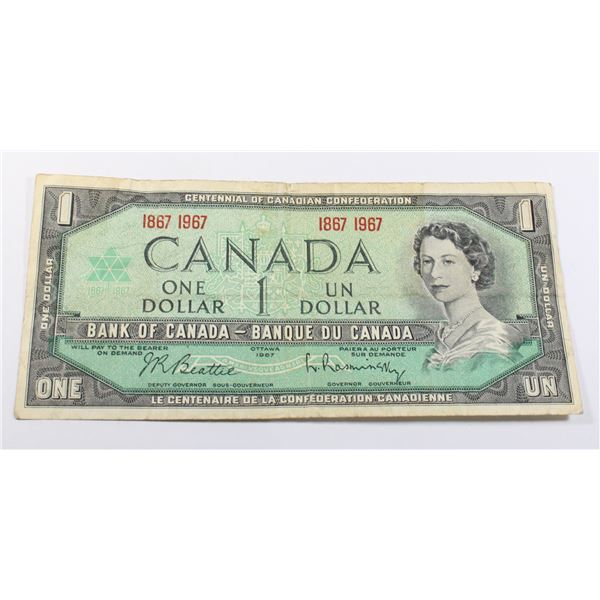 1 CENTENNIAL OF CANADIAN CONFEDERATION 1
1867 1967 1867 1967
CANADA
1867 1967
ONE DOLLAR 1 UN DOLLAR
ONE DOLLAR
UN DOLLAR
BANK OF CANADA – BANQUE DU CANADA
WILL PAY TO THE BEARER ON DEMAND
OTTAWA 1967
PAIERA AU PORTEUR SUR DEMANDE
J.R. Beattie
L. Rasminsky
DEPUTY GOVERNOR SOUS-GOUVERNEUR
GOVERNOR GOUVERNEUR
ONE UN
LE CENTENAIRE DE LA CONFÉDÉRATION CANADIENNE